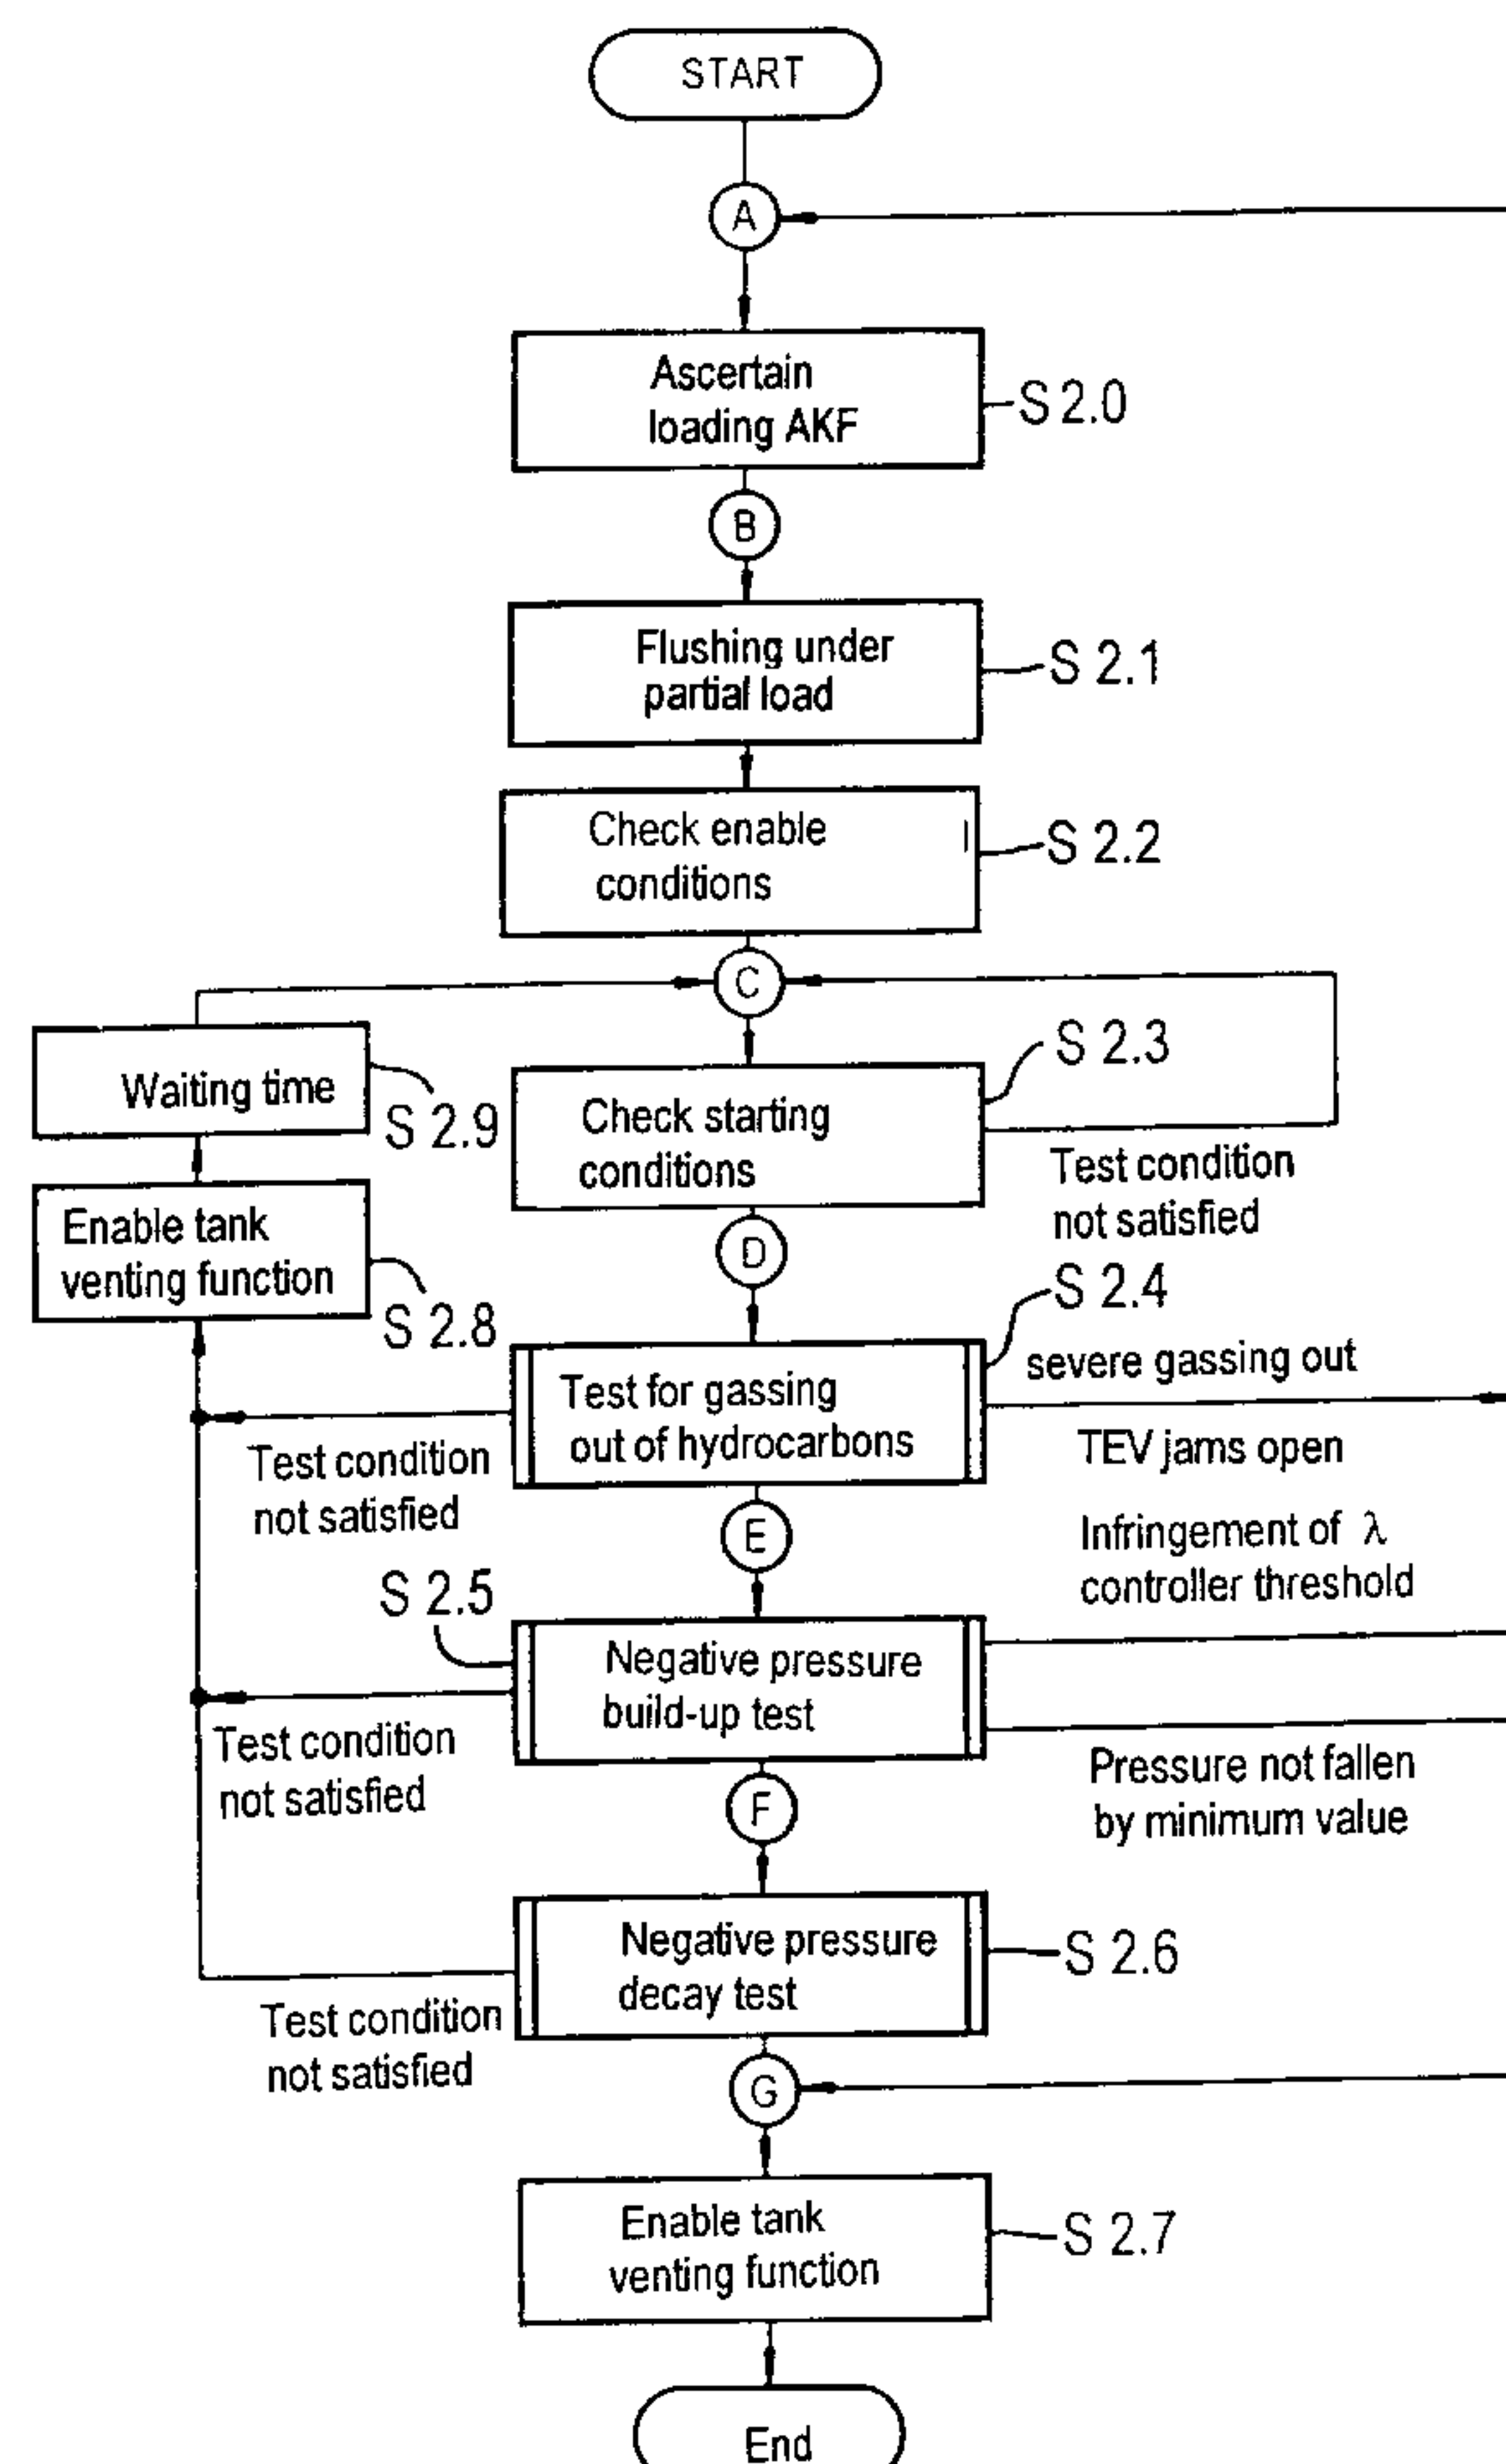 START
A
Ascertain
loading AKF
S 2.0
B
Flushing under
partial load
S 2.1
Check enable
conditions
S 2.2
C
Waiting time
S 2.9
Check starting
conditions
S 2.3
Test condition
not satisfied
Enable tank
venting function
S 2.8
D
S 2.4
Test for gassing
out of hydrocarbons
severe gassing out
TEV jams open
Test condition
not satisfied
E
Infringement of λ
controller threshold
S 2.5
Negative pressure
build-up test
Test condition
not satisfied
Pressure not fallen
by minimum value
F
Negative pressure
decay test
S 2.6
Test condition
not satisfied
G
Enable tank
venting function
S 2.7
End